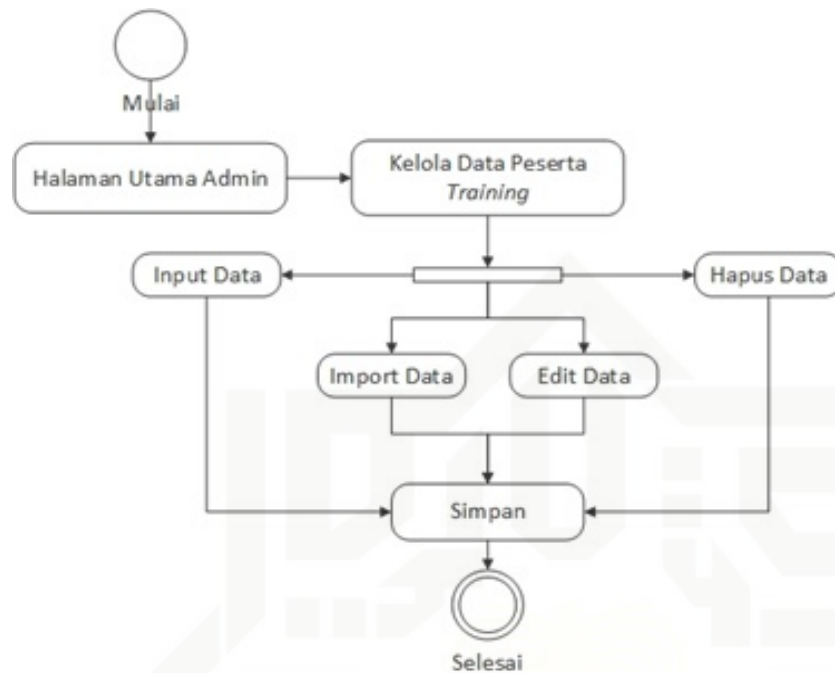 Mulai
Halaman Utama Admin
Kelola Data Peserta
Training
Input Data
Hapus Data
Import Data
Edit Data
Simpan
Selesai